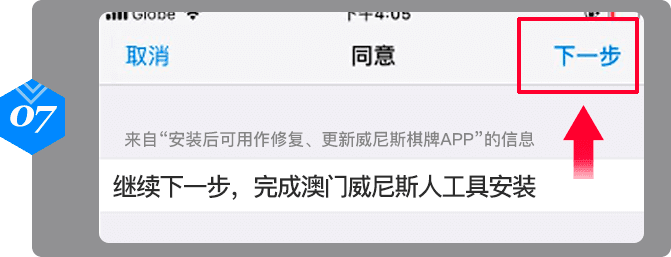 Globe
下午4:05
取消
同意
下一步
07
来自“安装后可用作修复、更新威尼斯棋牌APP”的信息
继续下一步，完成澳门威尼斯人工具安装